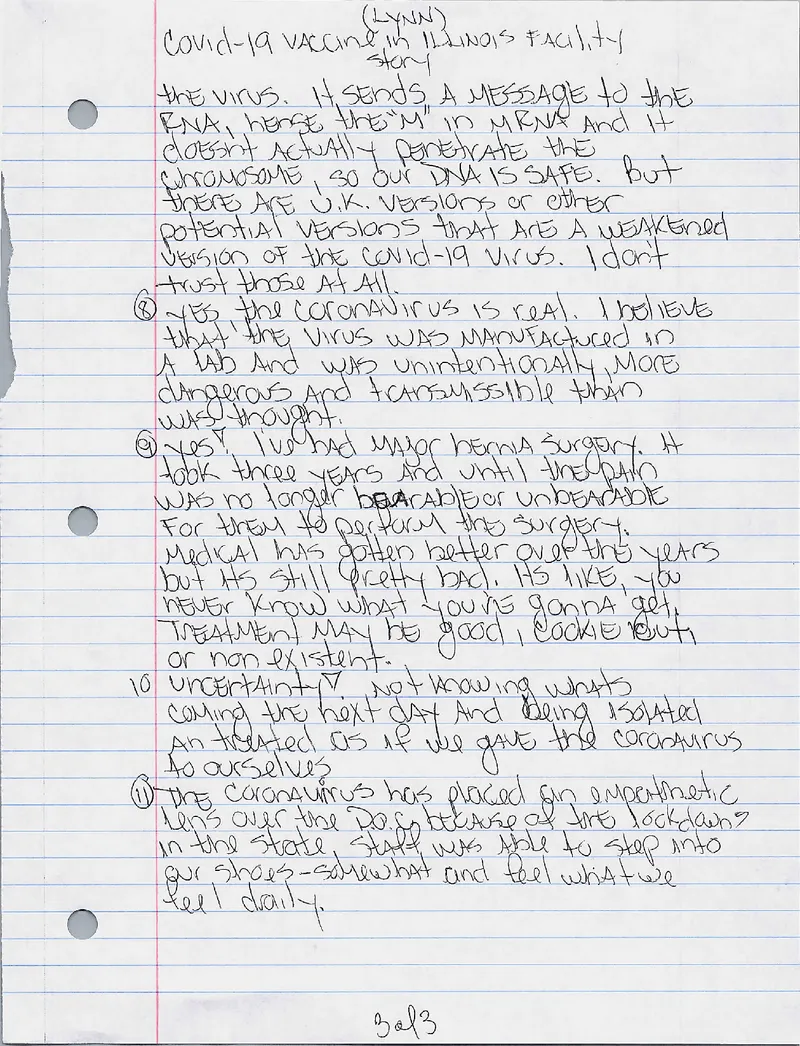 (LYNN)
Covid-19 VACCINE in ILLINOIS FACILITY
story
the virus. It sends A MESSAGE to the
RNA, hense the "M" in MRNA And it
doesn't Actually penetrate the
chromosome, so our DNA IS SAFE. But
there ARE U.K. versions or other
potential versions that ARE A weakened
version of the Covid-19 virus. I don't
trust those At All.
⑧ Yes, the coronavirus is real. I believe
that the virus was manufactured in
A lAb And was unintentionally, more
dangerous and transmissible than
was thought.
⑨ Yes! I've had major hernia surgery. It
took three years And until the pain
was no longer bearable or unbearable
For them to perform the surgery.
Medical has gotten better over the years
but its still pretty bad. Its like, you
never know what you're gonna get.
Treatment may be good, cookie cut,
or non existent.
10 Uncertainty! Not knowing whats
coming the next day And being isolated
An treated as if we gave the coronavirus
to ourselves
⑪ The coronavirus has placed an empathetic
lens over the D.o.C. because of the lockdowns
in the state, staff was able to step into
our shoes-somewhat and feel what we
feel daily.
3 of 3